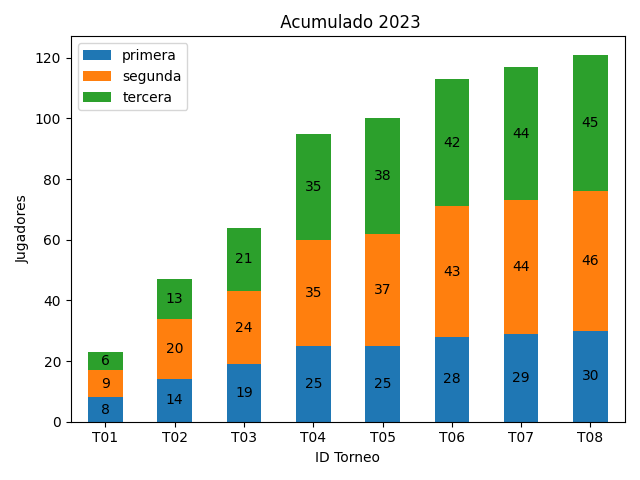 Acumulado 2023
primera
segunda
tercera
Jugadores
120
100
80
60
40
20
0
6 13 21 35 38 42 44 45
9 20 24 35 37 43 44 46
8 14 19 25 25 28 29 30
T01 T02 T03 T04 T05 T06 T07 T08
ID Torneo